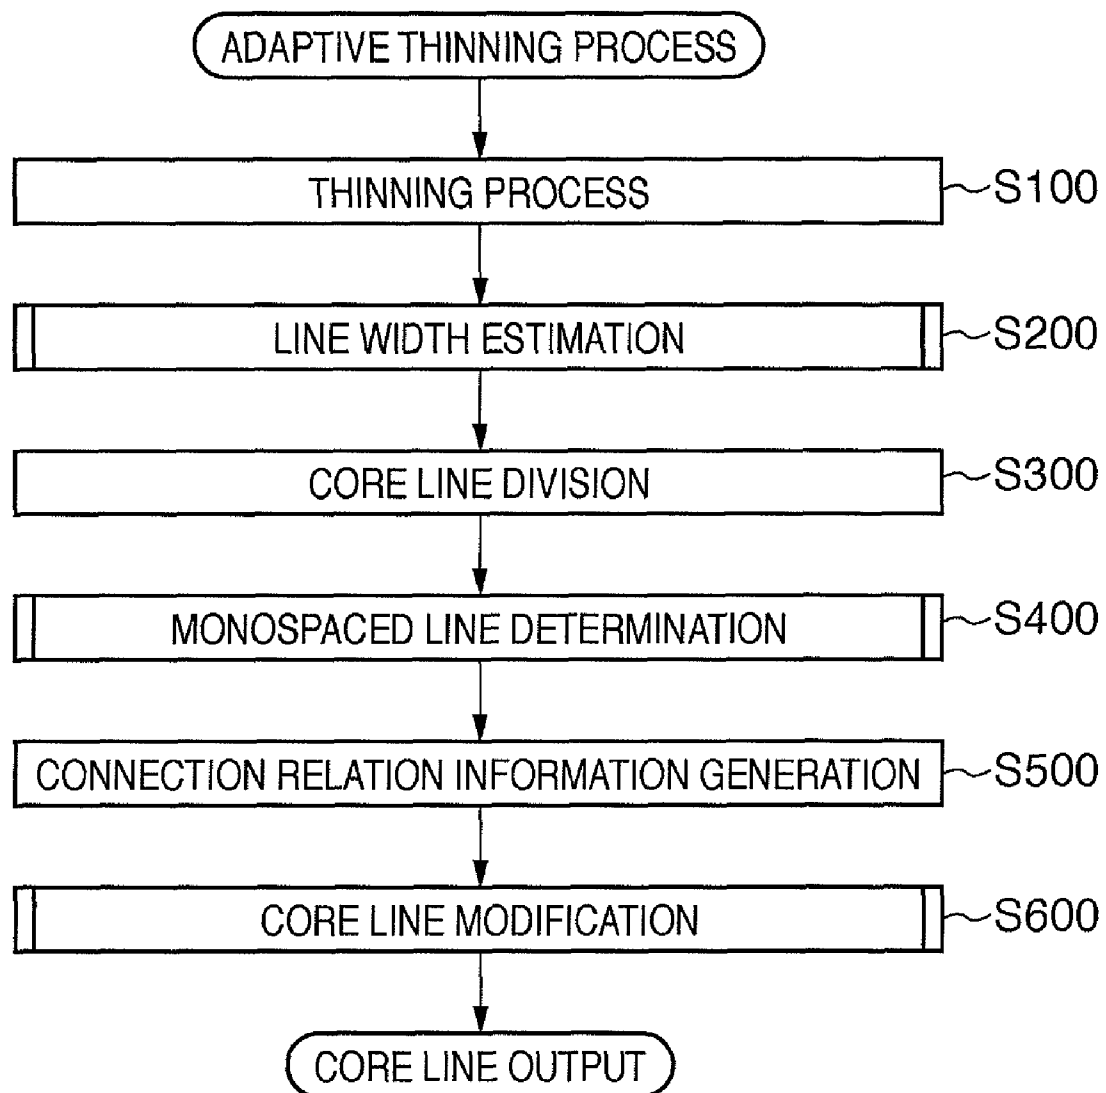 ADAPTIVE THINNING PROCESS
THINNING PROCESS
S100
LINE WIDTH ESTIMATION
S200
CORE LINE DIVISION
S300
MONOSPACED LINE DETERMINATION
S400
CONNECTION RELATION INFORMATION GENERATION
S500
CORE LINE MODIFICATION
S600
CORE LINE OUTPUT